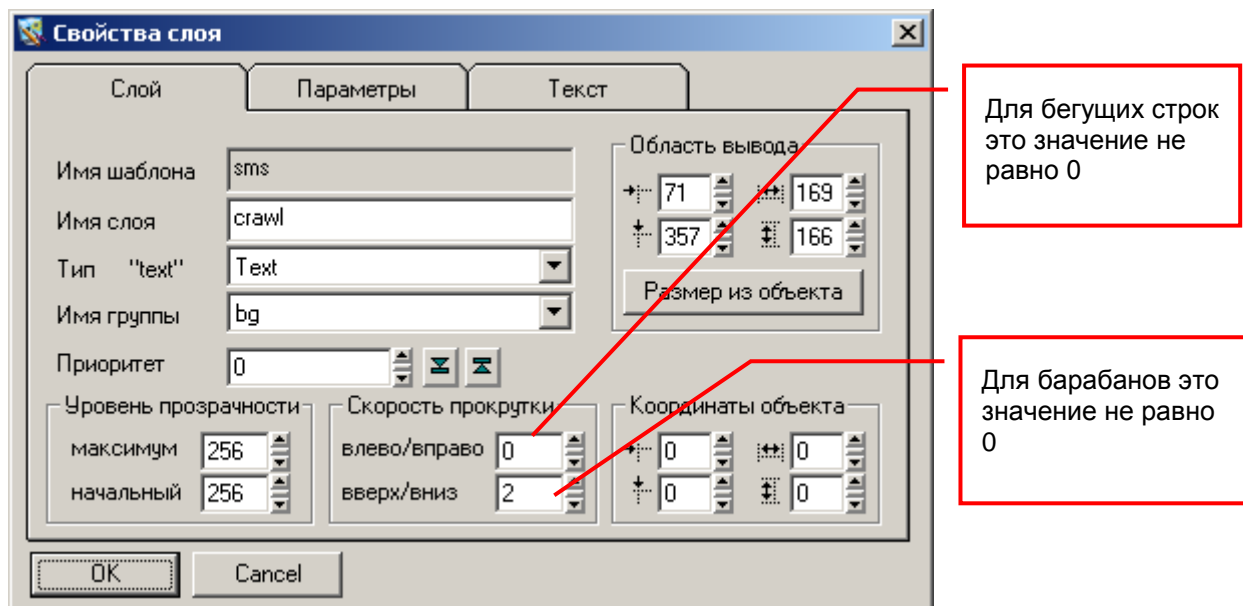 Свойства слоя
Слой
Параметры
Текст
Имя шаблона
sms
Имя слоя
crawl
Тип "text"
Text
Имя группы
bg
Приоритет
0
Область вывода
71
169
357
166
Размер из объекта
Уровень прозрачности
максимум
256
начальный
256
Скорость прокрутки
влево/вправо
0
вверх/вниз
2
Координаты объекта
0
0
0
0
OK
Cancel
Для бегущих строк
это значение не
равно 0
Для барабанов это
значение не равно
0